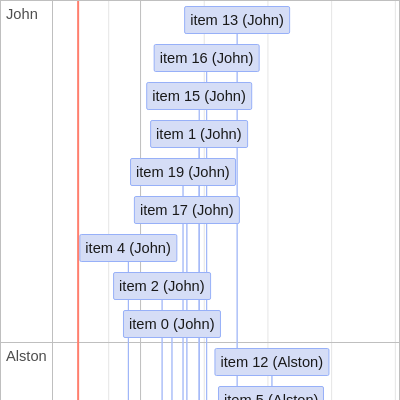 John
item 13 (John)
item 16 (John)
item 15 (John)
item 1 (John)
item 19 (John)
item 17 (John)
item 4 (John)
item 2 (John)
item 0 (John)
Alston
item 12 (Alston)
item 5 (Alston)